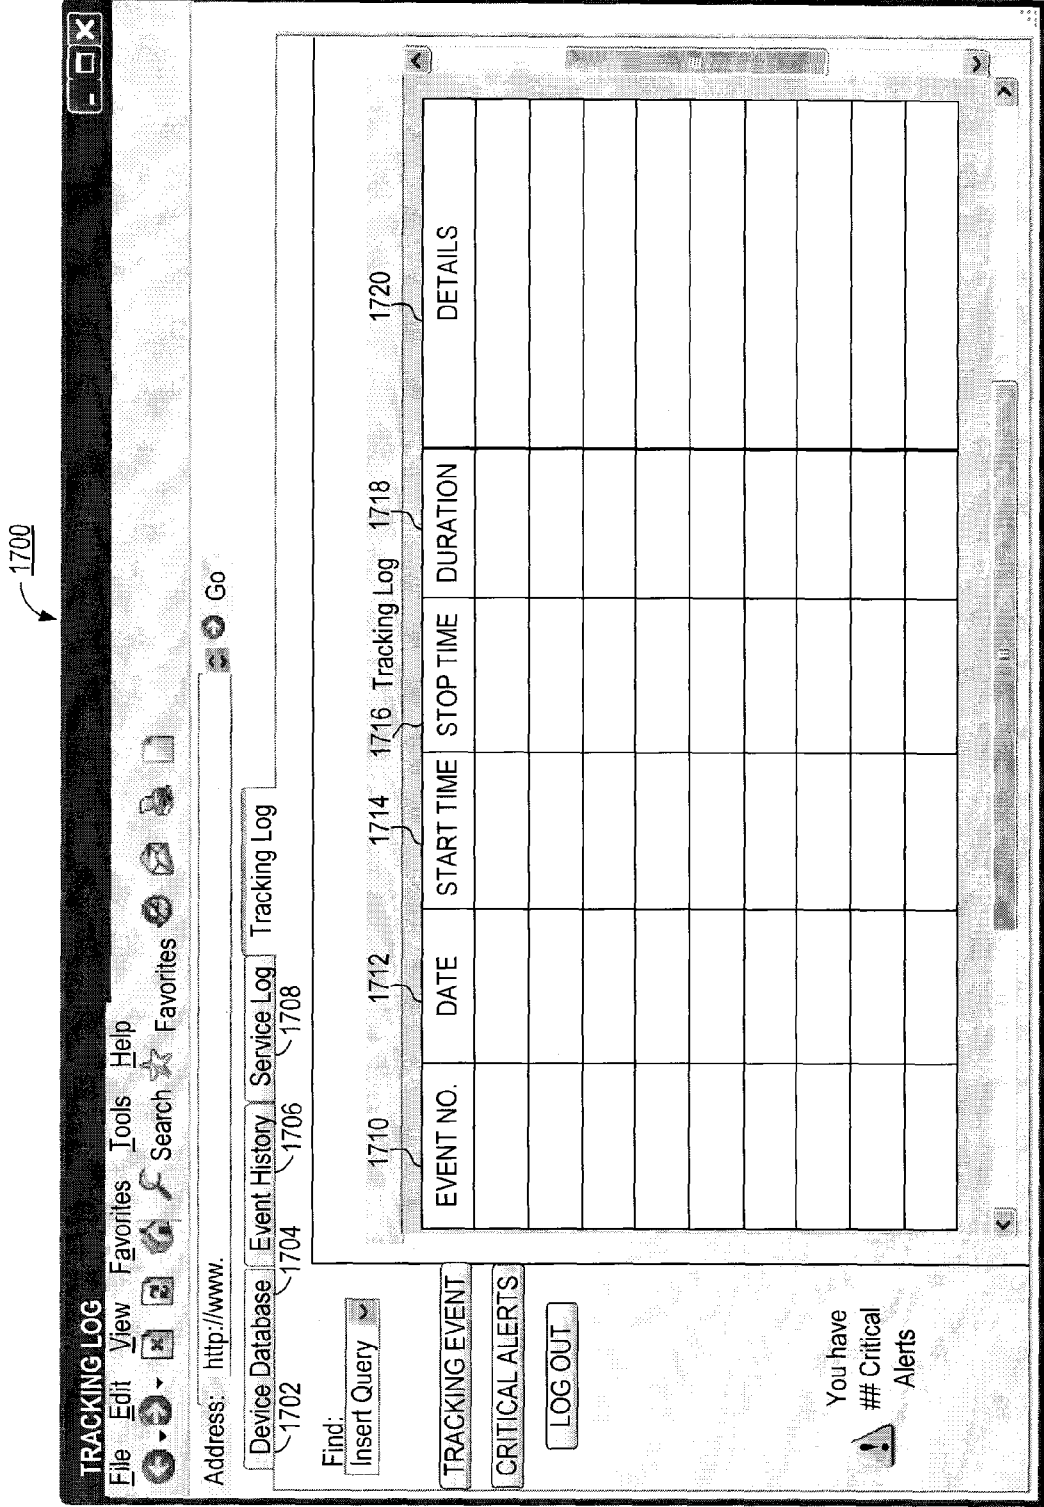 1700
TRACKING LOG
File Edit View Favorites Tools Help
Search Favorites
Address: http://www. Go
Device Database Event History Service Log Tracking Log
1702 1704 1706 1708
Find:
Insert Query
TRACKING EVENT
CRITICAL ALERTS
LOG OUT
You have
## Critical
Alerts
Tracking Log
1710 1712 1714 1716 1718 1720
EVENT NO. DATE START TIME STOP TIME DURATION DETAILS